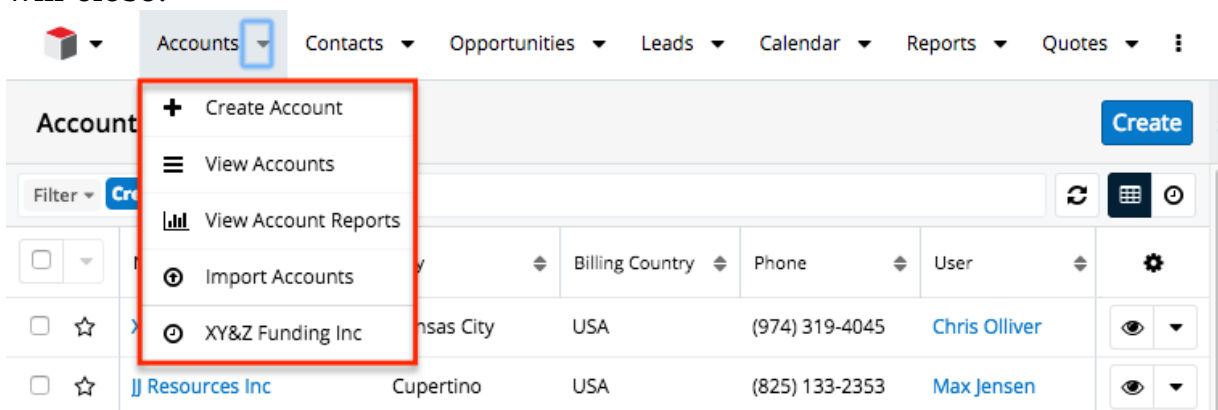 Accounts Contacts Opportunities Leads Calendar Reports Quotes
Create Account
Accoun Create
View Accounts
Filter Cre
View Account Reports
Billing Country Phone User
Import Accounts
XY&Z Funding Inc nsas City USA (974) 319-4045 Chris Olliver
JJ Resources Inc Cupertino USA (825) 133-2353 Max Jensen